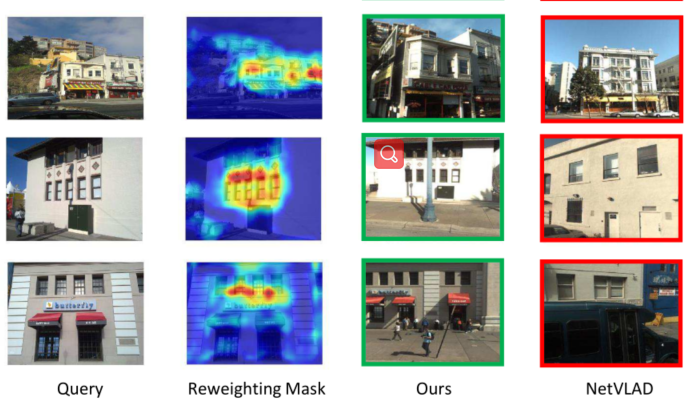 butterfly
Query
Reweighting Mask
Ours
NetVLAD